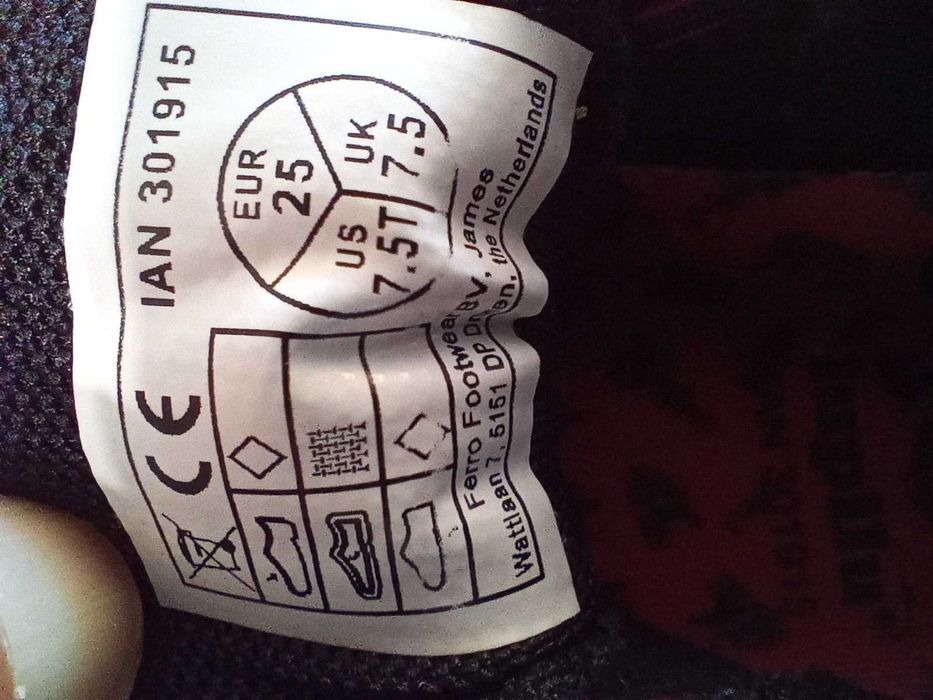 CE IAN 301915
EUR
25
UK
7.5
US
7.5T
Ferro Footwear BV, James
Wattlaan 7, 5151 DP the Netherlands